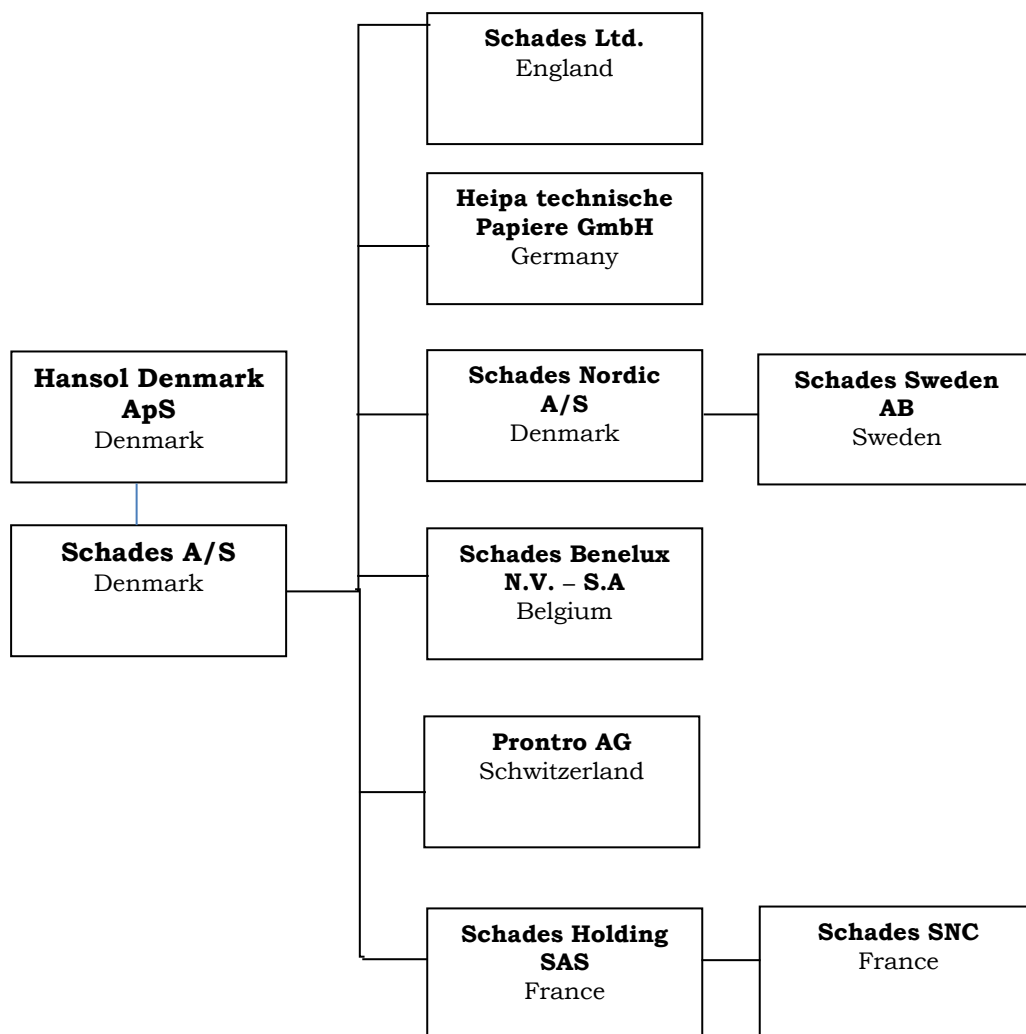 Schades Ltd.
England
Heipa technische
Papiere GmbH
Germany
Hansol Denmark
ApS
Denmark
Schades Nordic
A/S
Denmark
Schades Sweden
AB
Sweden
Schades A/S
Denmark
Schades Benelux
N.V. – S.A
Belgium
Prontro AG
Schwitzerland
Schades Holding
SAS
France
Schades SNC
France